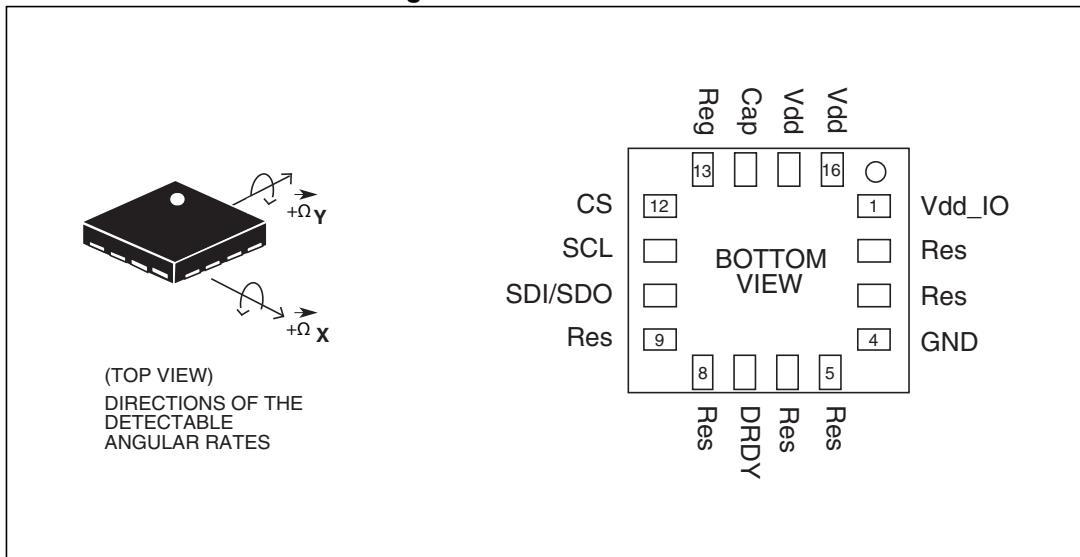 g
+Ω Y
+Ω X
(TOP VIEW)
DIRECTIONS OF THE
DETECTABLE
ANGULAR RATES
Reg
Cap
Vdd
Vdd
13
16
CS
12
1
Vdd_IO
SCL
Res
BOTTOM
VIEW
SDI/SDO
Res
Res
9
4
GND
8
5
Res
DRDY
Res
Res